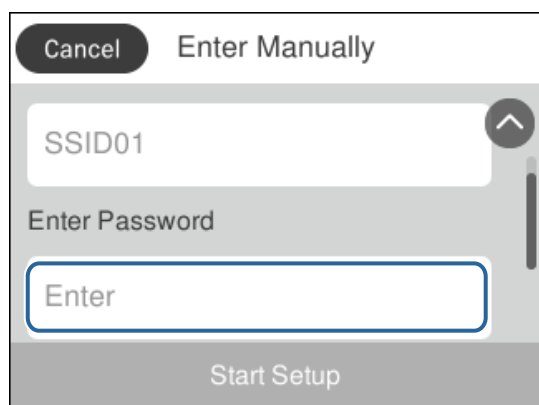 Cancel Enter Manually
SSID01
Enter Password
Enter
Start Setup